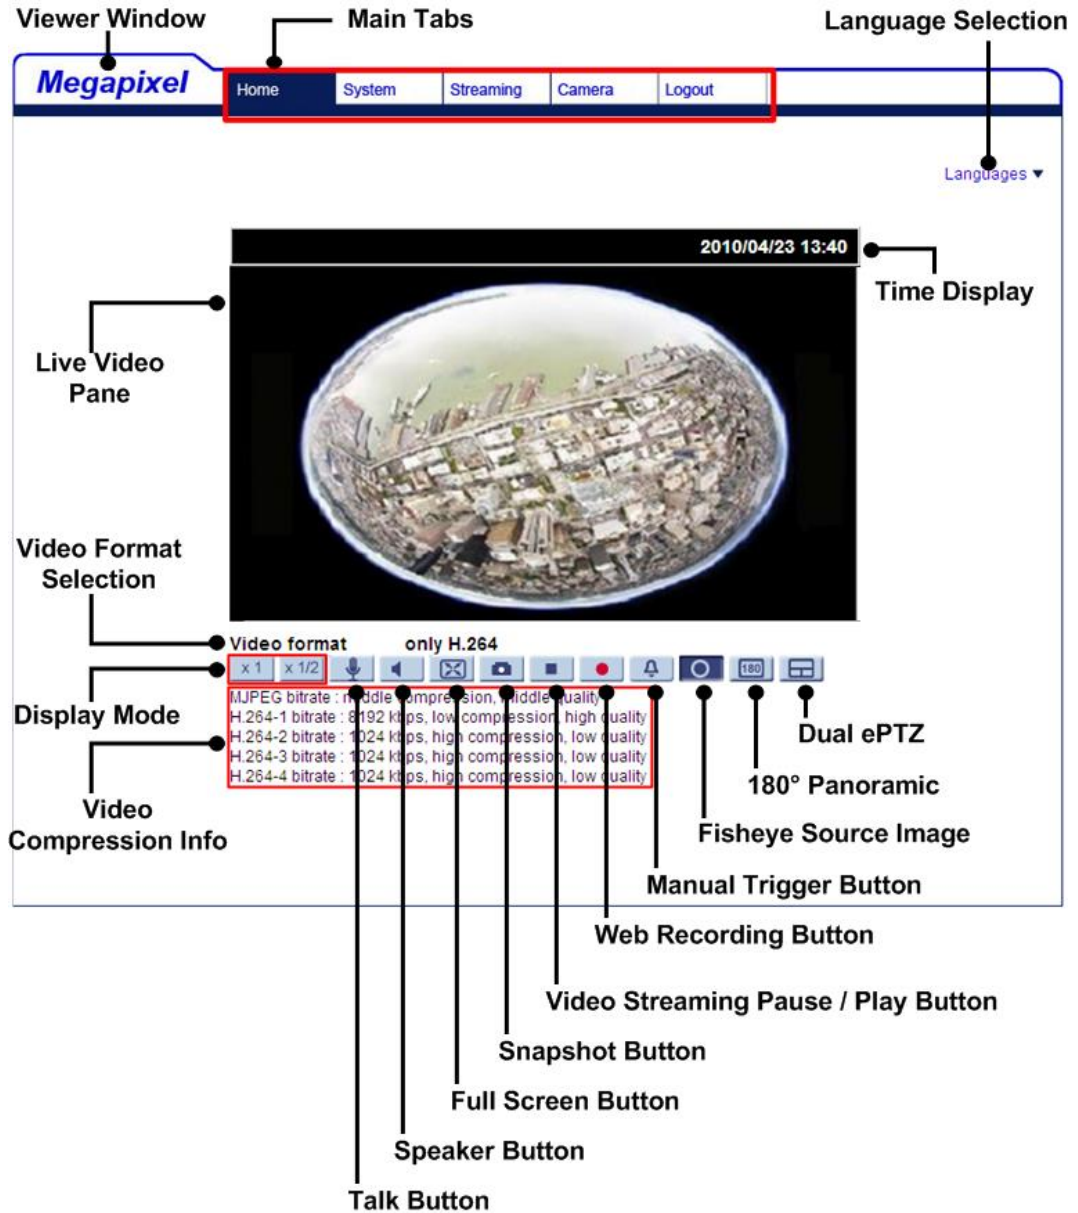 Viewer Window
Main Tabs
Language Selection
Megapixel
Home
System
Streaming
Camera
Logout
Languages ▼
2010/04/23 13:40
Time Display
Live Video
Pane
Video Format
Selection
Video format only H.264
x 1
x 1/2
180
Display Mode
MJPEG bitrate : middle compression, middle quality
H.264-1 bitrate : 8192 kbps, low compression, high quality
H.264-2 bitrate : 1024 kbps, high compression, low quality
H.264-3 bitrate : 1024 kbps, high compression, low quality
H.264-4 bitrate : 1024 kbps, high compression, low quality
Dual ePTZ
180° Panoramic
Video
Compression Info
Fisheye Source Image
Manual Trigger Button
Web Recording Button
Video Streaming Pause / Play Button
Snapshot Button
Full Screen Button
Speaker Button
Talk Button